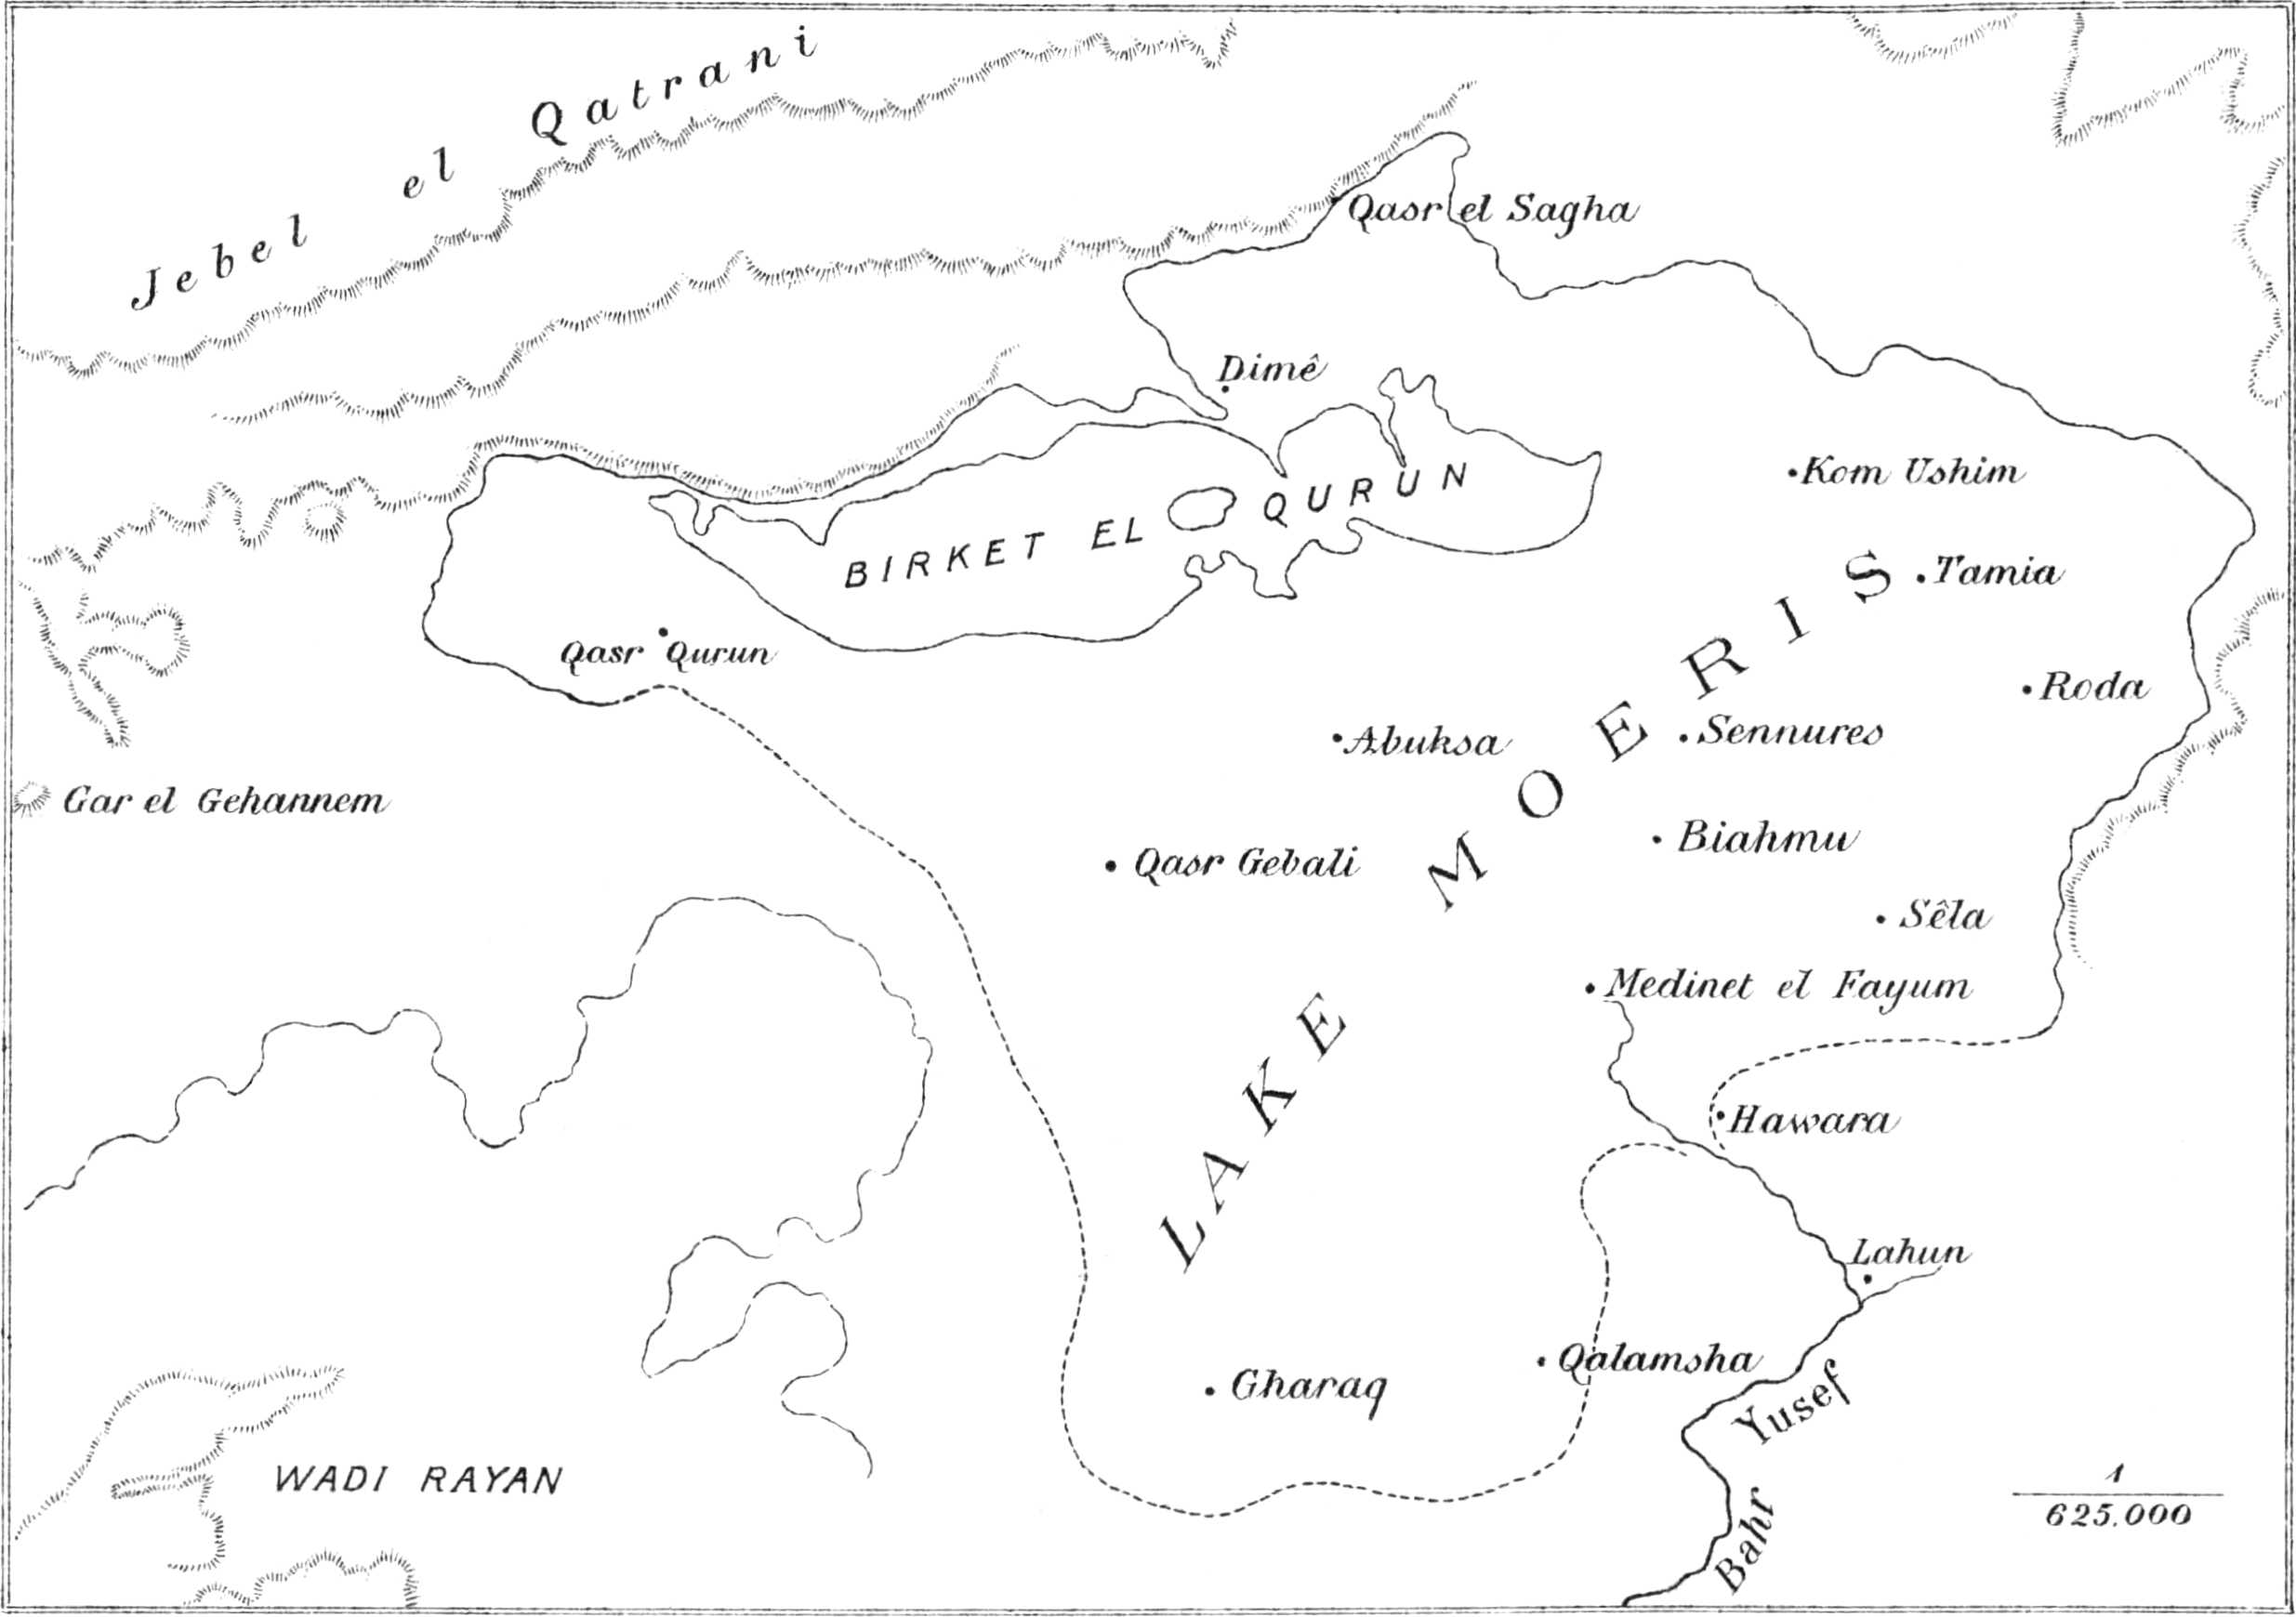 Jebel el Qatrani
Qasr el Sagha
Dimê
Kom Ushim
BIRKET EL QURUN
Tamia
Qasr Qurun
Roda
Abuksa
Sennures
Gar el Gehannem
Biahmu
Qasr Gebali
LAKE MOERIS
Sêla
Medinet el Fayum
Hawara
Lahun
Qalamsha
Gharaq
Bahr Yusef
WADI RAYAN
1
625.000